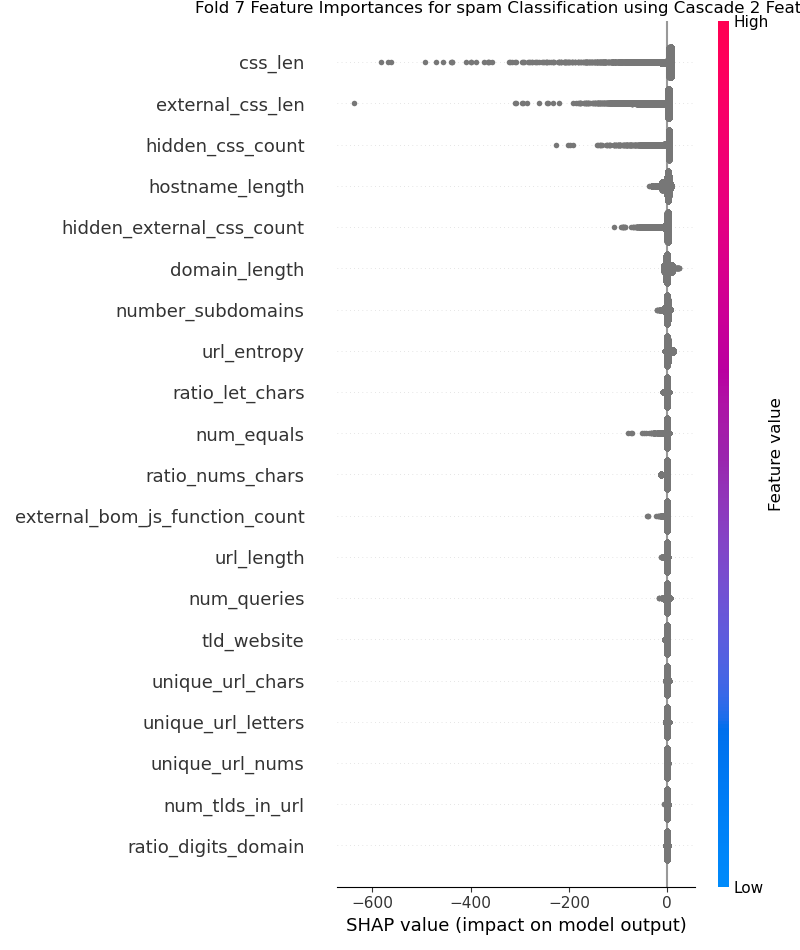 Fold 7 Feature Importances for spam Classification using Cascade 2 Feat
High
css_len
external_css_len
hidden_css_count
hostname_length
hidden_external_css_count
domain_length
number_subdomains
url_entropy
ratio_let_chars
num_equals
ratio_nums_chars
external_bom_js_function_count
url_length
num_queries
tld_website
unique_url_chars
unique_url_letters
unique_url_nums
num_tlds_in_url
ratio_digits_domain
Feature value
Low
−600 −400 −200 0
SHAP value (impact on model output)